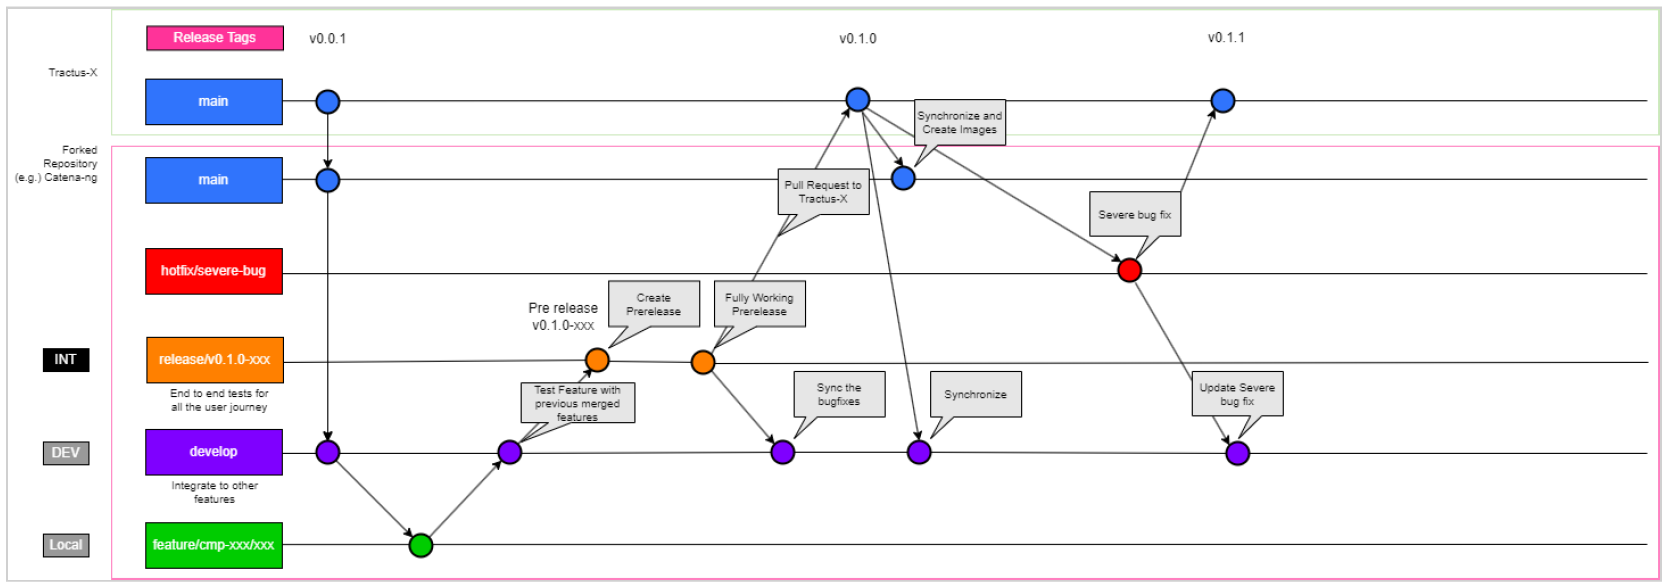 Release Tags
v0.0.1
v0.1.0
v0.1.1
Tractus-X
main
Synchronize and
Create Images
Forked
Repository
(e.g.) Catena-ng
main
Pull Request to
Tractus-X
Severe bug fix
hotfix/severe-bug
Pre release
v0.1.0-xxx
Create
Prerelease
Fully Working
Prerelease
INT
release/v0.1.0-xxx
End to end tests for
all the user journey
Test Feature with
previous merged
features
Sync the
bugfixes
Synchronize
Update Severe
bug fix
DEV
develop
Integrate to other
features
Local
feature/cmp-xxx/xxx